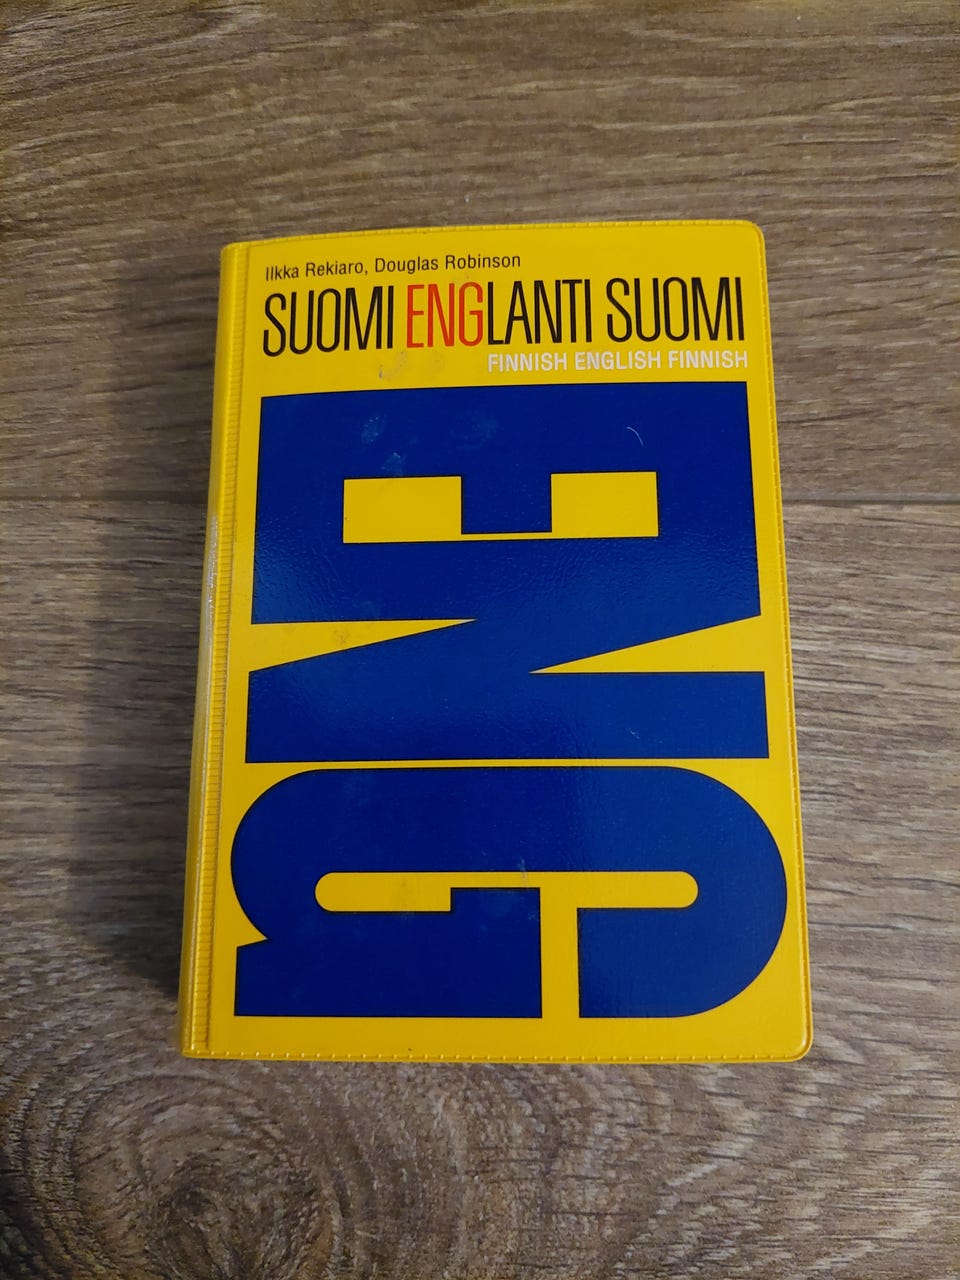 Ilkka Rekiaro, Douglas Robinson
SUOMI ENGLANTI SUOMI
FINNISH ENGLISH FINNISH
ENG